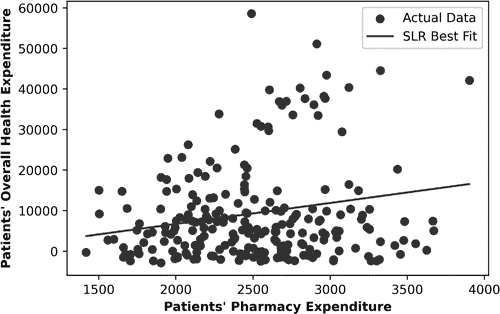 60000
50000
40000
30000
20000
10000
0
Patients' Overall Health Expenditure
Actual Data
SLR Best Fit
1500 2000 2500 3000 3500 4000
Patients' Pharmacy Expenditure